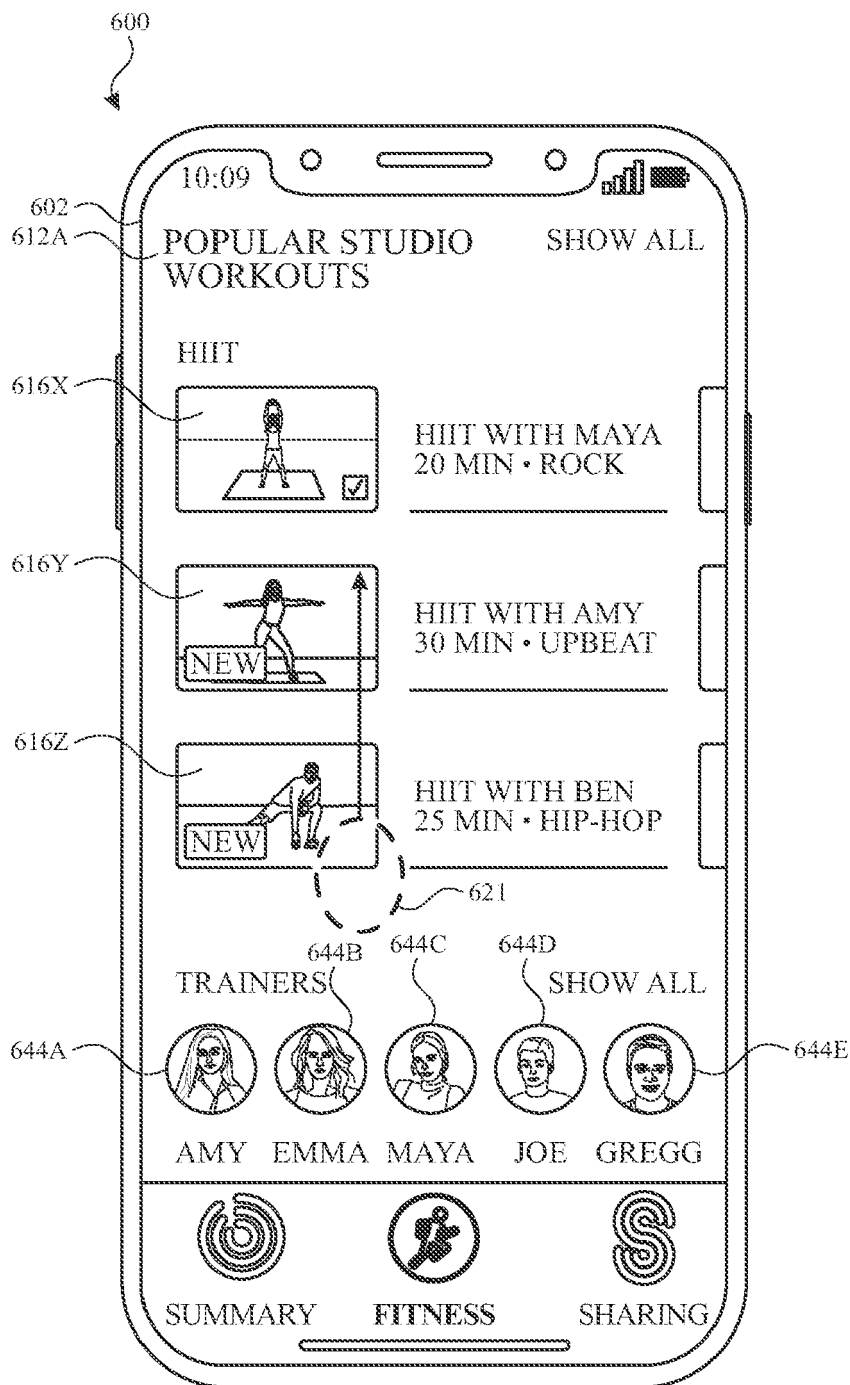 600
10:09
602
612A
POPULAR STUDIO
WORKOUTS
SHOW ALL
HIIT
616X
HIIT WITH MAYA
20 MIN • ROCK
616Y
NEW
HIIT WITH AMY
30 MIN • UPBEAT
616Z
NEW
HIIT WITH BEN
25 MIN • HIP-HOP
621
644B
644C
644D
TRAINERS
SHOW ALL
644A
644E
AMY
EMMA
MAYA
JOE
GREGG
SUMMARY
FITNESS
SHARING